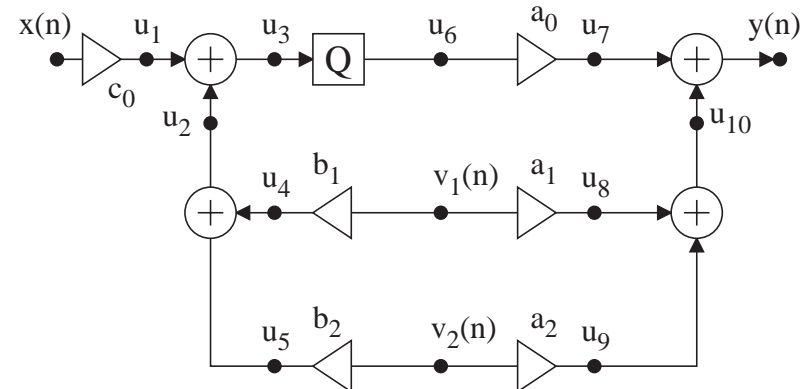 x(n) u1 u3 u6 a0 u7 y(n)
+ Q +
c0
u2 u10
u4 b1 v1(n) a1 u8
+ +
u5 b2 v2(n) a2 u9